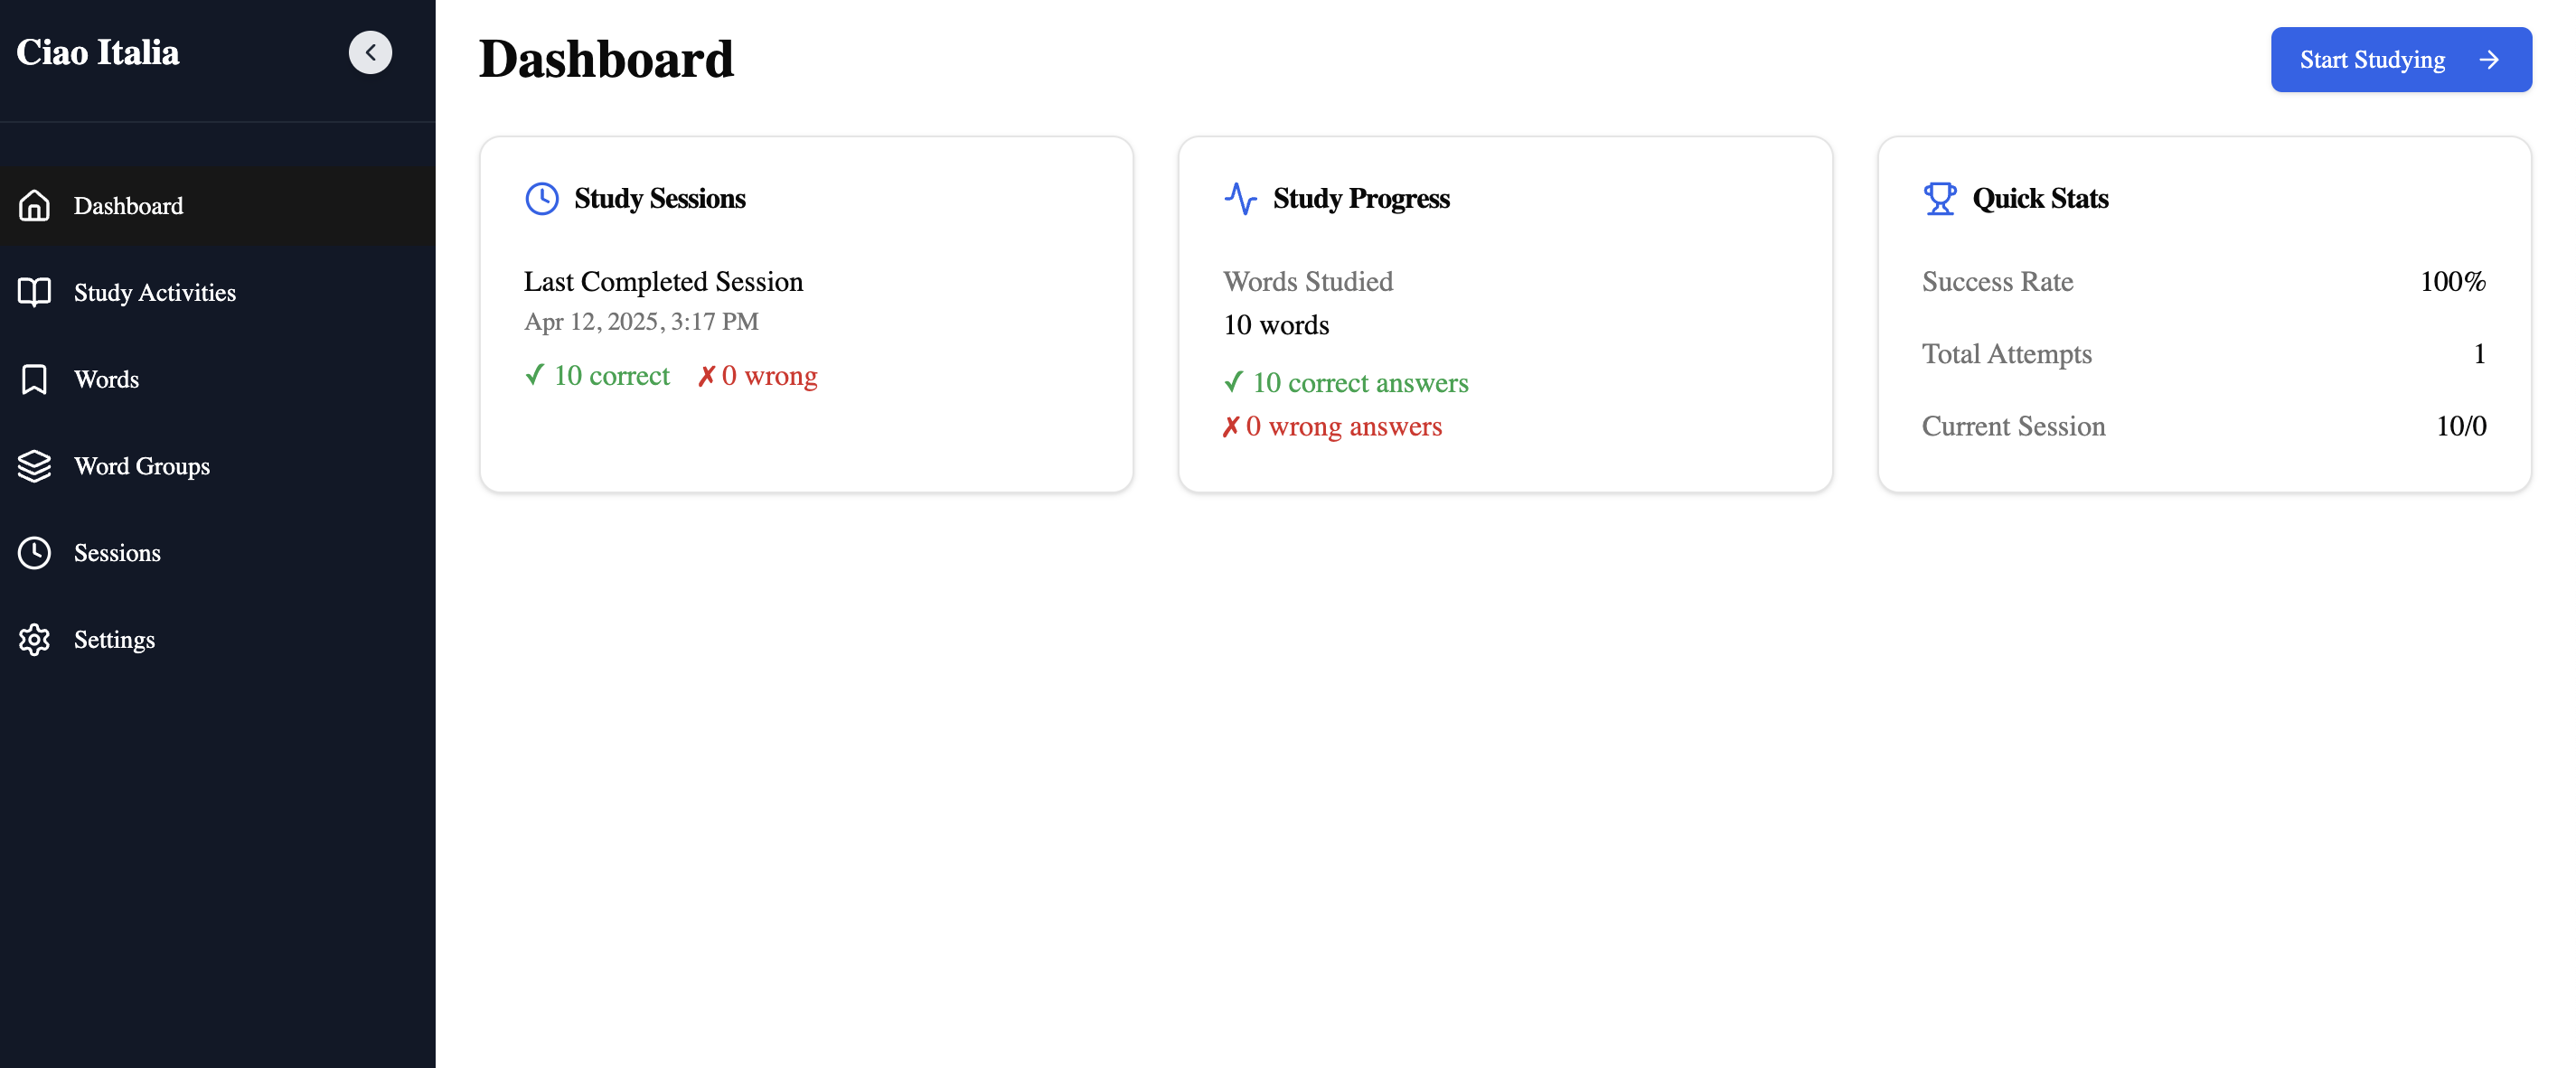 Ciao Italia
Dashboard
Study Activities
Words
Word Groups
Sessions
Settings
Dashboard
Start Studying →
Study Sessions
Last Completed Session
Apr 12, 2025, 3:17 PM
✓ 10 correct ✗ 0 wrong
Study Progress
Words Studied
10 words
✓ 10 correct answers
✗ 0 wrong answers
Quick Stats
Success Rate 100%
Total Attempts 1
Current Session 10/0